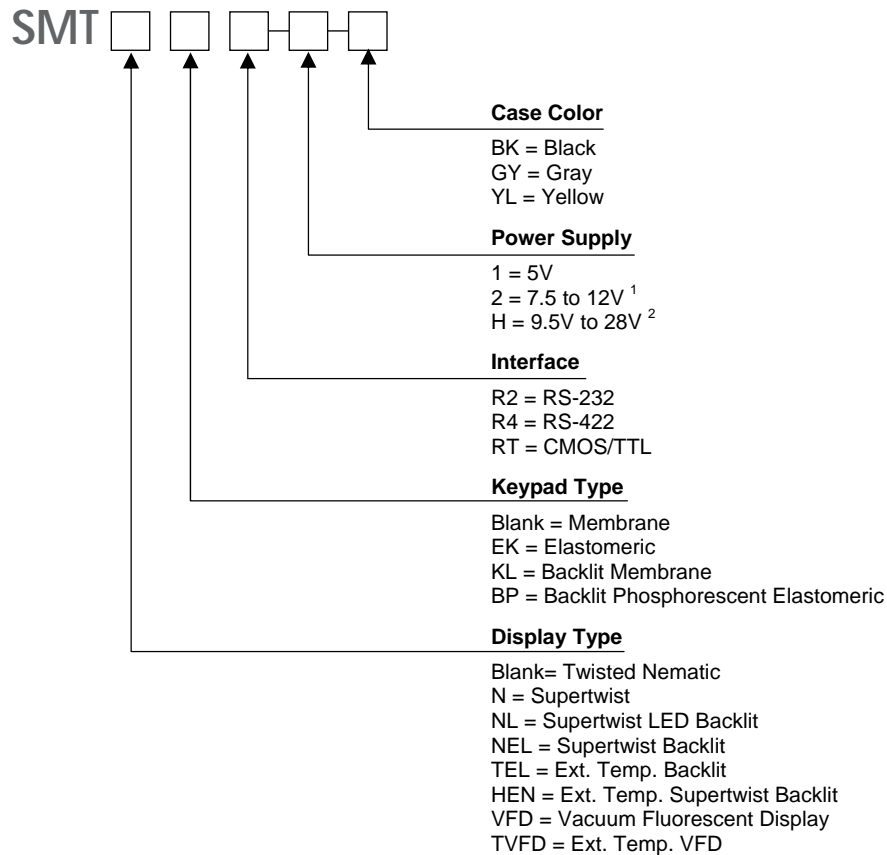 SMT
Case Color
BK = Black
GY = Gray
YL = Yellow
Power Supply
1 = 5V
2 = 7.5 to 12V 1
H = 9.5V to 28V 2
Interface
R2 = RS-232
R4 = RS-422
RT = CMOS/TTL
Keypad Type
Blank = Membrane
EK = Elastomeric
KL = Backlit Membrane
BP = Backlit Phosphorescent Elastomeric
Display Type
Blank= Twisted Nematic
N = Supertwist
NL = Supertwist LED Backlit
NEL = Supertwist Backlit
TEL = Ext. Temp. Backlit
HEN = Ext. Temp. Supertwist Backlit
VFD = Vacuum Fluorescent Display
TVFD = Ext. Temp. VFD